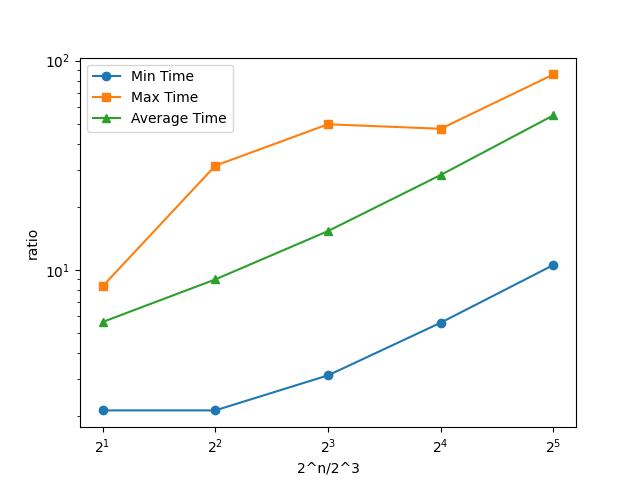 10²
Min Time
Max Time
Average Time
ratio
10¹
2¹ 2² 2³ 2⁴ 2⁵
2^n/2^3